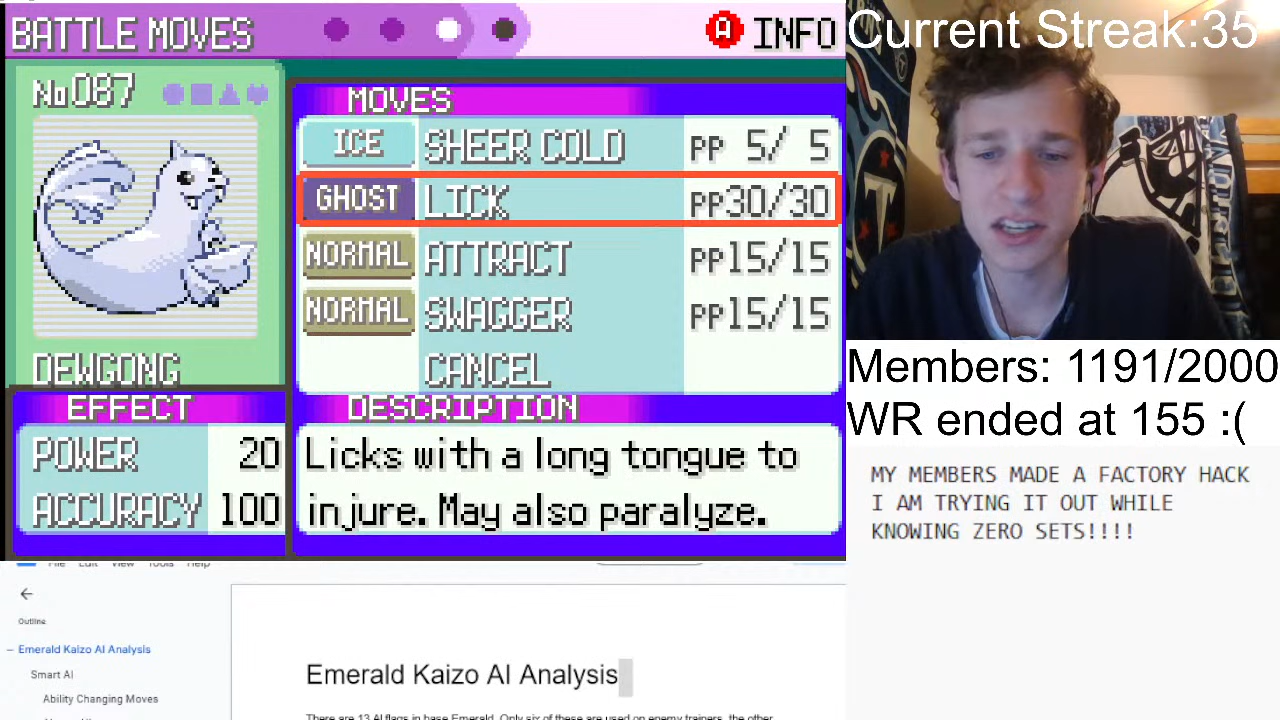 BATTLE MOVES
A INFO
No087
DEWGONG
MOVES
ICE SHEER COLD PP 5/ 5
GHOST LICK PP30/30
NORMAL ATTRACT PP15/15
NORMAL SWAGGER PP15/15
CANCEL
EFFECT
POWER 20
ACCURACY 100
DESCRIPTION
Licks with a long tongue to
injure. May also paralyze.
Current Streak:35
Members: 1191/2000
WR ended at 155 :(
MY MEMBERS MADE A FACTORY HACK
I AM TRYING IT OUT WHILE
KNOWING ZERO SETS!!!!
File Edit View Tools Help
Outline
Emerald Kaizo AI Analysis
Smart AI
Ability Changing Moves
Emerald Kaizo AI Analysis
There are 13 AI flags in base Emerald. Only six of these are used on enemy trainers, the other